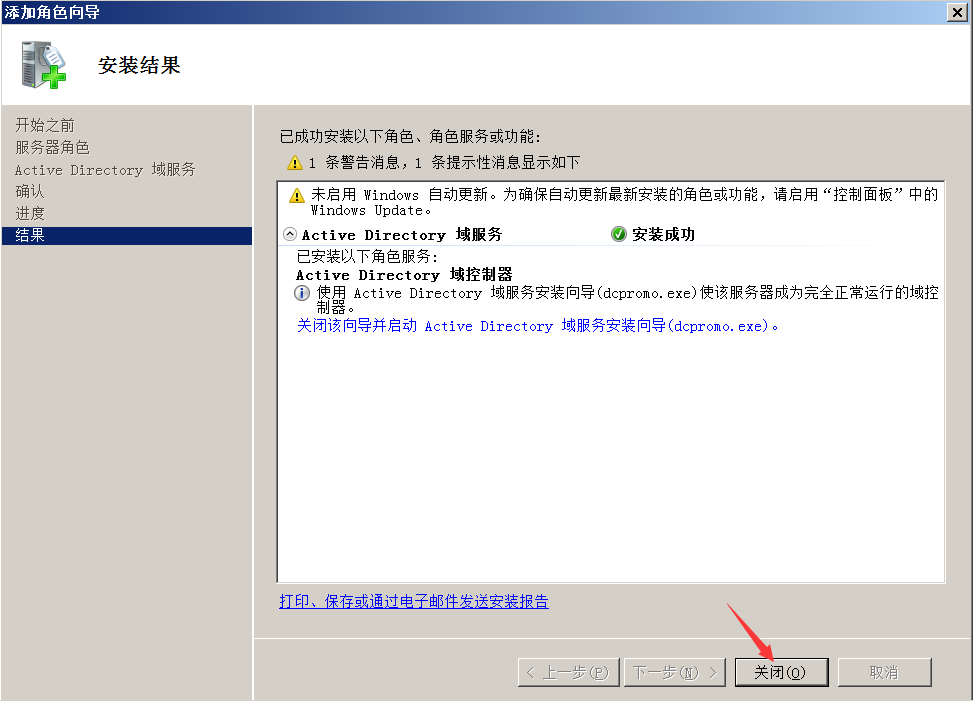 添加角色向导
安装结果
开始之前
服务器角色
Active Directory 域服务
确认
进度
结果
已成功安装以下角色、角色服务或功能:
1 条警告消息，1 条提示性消息显示如下
未启用 Windows 自动更新。为确保自动更新最新安装的角色或功能，请启用“控制面板”中的
Windows Update。
Active Directory 域服务 安装成功
已安装以下角色服务:
Active Directory 域控制器
使用 Active Directory 域服务安装向导(dcpromo.exe)使该服务器成为完全正常运行的域控
制器。
关闭该向导并启动 Active Directory 域服务安装向导(dcpromo.exe)。
打印、保存或通过电子邮件发送安装报告
< 上一步(P) 下一步(N) > 关闭(O) 取消